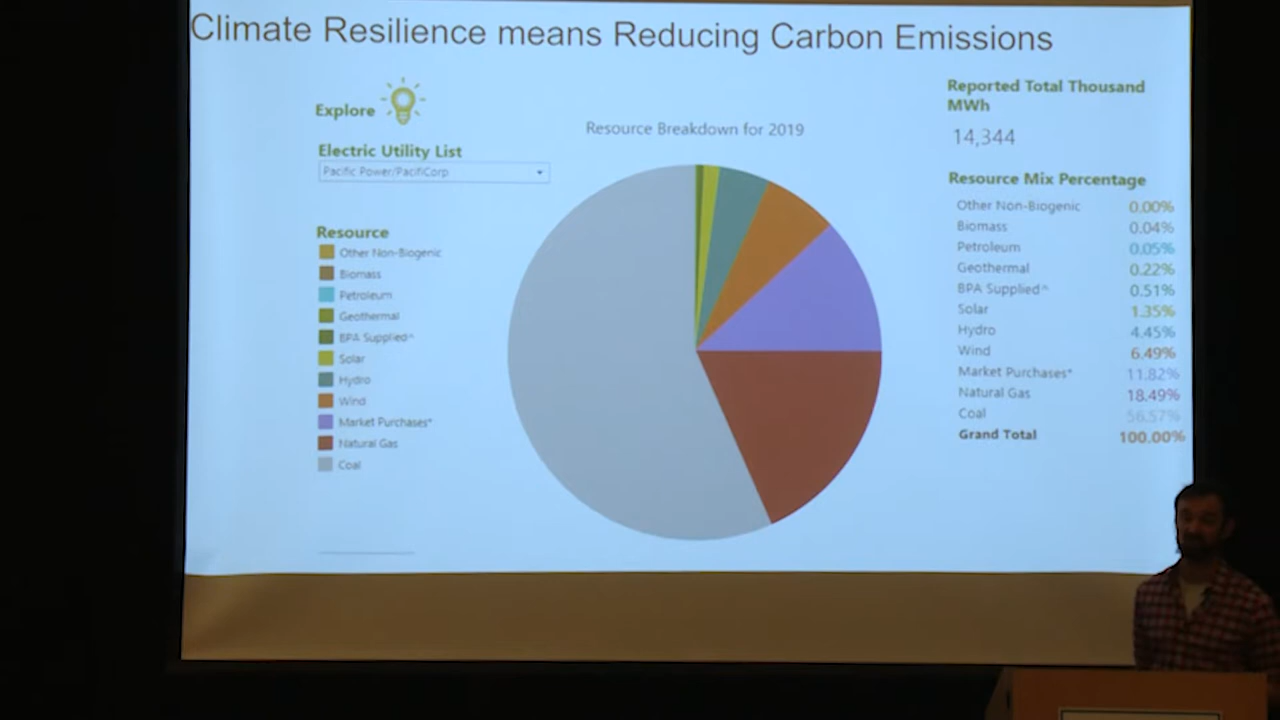 Climate Resilience means Reducing Carbon Emissions
Explore
Electric Utility List
Pacific Power/PacifiCorp
Resource
Other Non-Biogenic
Biomass
Petroleum
Geothermal
BPA Supplied^
Solar
Hydro
Wind
Market Purchases*
Natural Gas
Coal
Resource Breakdown for 2019
Reported Total Thousand
MWh
14,344
Resource Mix Percentage
Other Non-Biogenic 0.00%
Biomass 0.04%
Petroleum 0.05%
Geothermal 0.22%
BPA Supplied^ 0.51%
Solar 1.35%
Hydro 4.45%
Wind 6.49%
Market Purchases* 11.82%
Natural Gas 18.49%
Coal 56.57%
Grand Total 100.00%